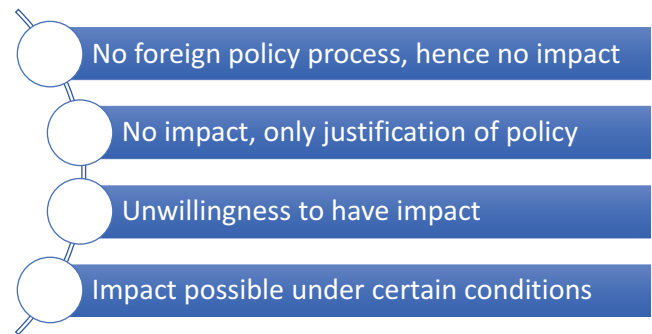 No foreign policy process, hence no impact
No impact, only justification of policy
Unwillingness to have impact
Impact possible under certain conditions